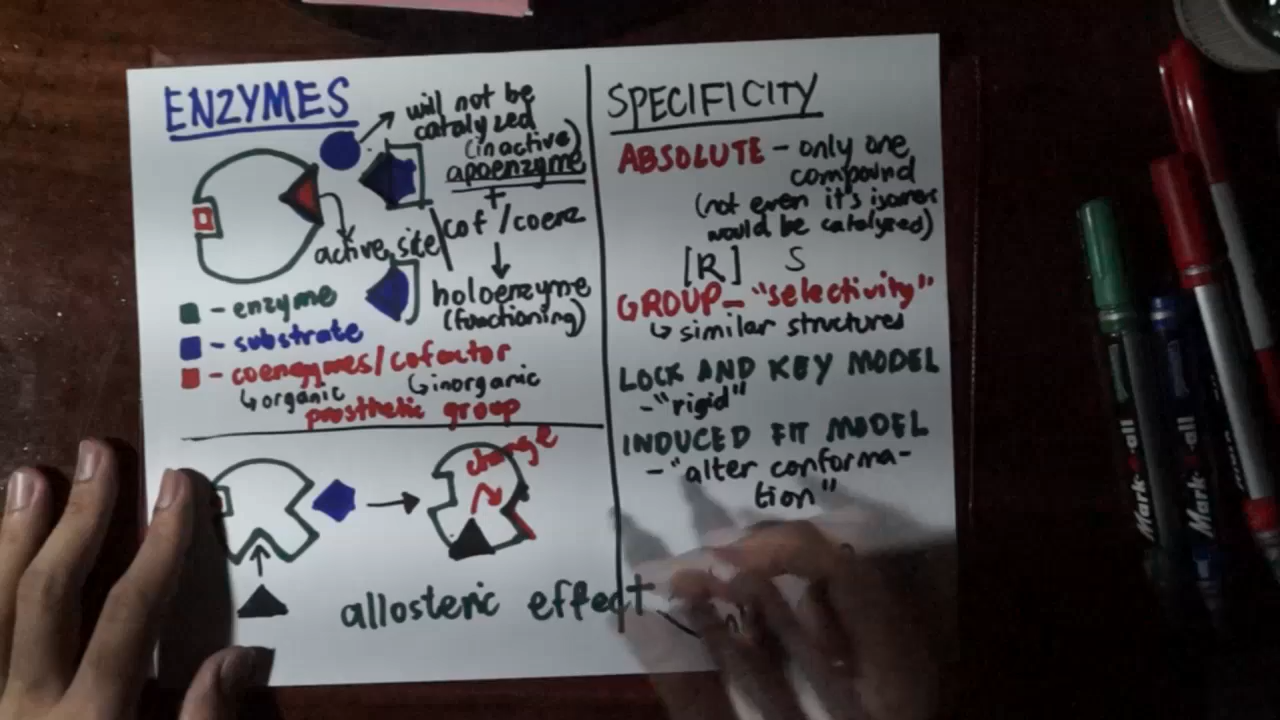 ENZYMES
will not be
catalyzed
(inactive)
apoenzyme
+
cof/coenz
holoenzyme
(functioning)
active site
- enzyme
- substrate
- coenzymes/cofactor
organic
inorganic
prosthetic group
change
allosteric effect
SPECIFICITY
ABSOLUTE - only one
compound
(not even it's isomer
would be catalyzed)
[R] S
GROUP - "selectivity"
similar structured
LOCK AND KEY MODEL
- "rigid"
INDUCED FIT MODEL
- "alter conforma-
tion"
Mark-all
Mark-all